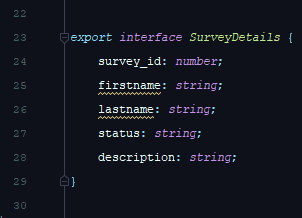 22
23 export interface SurveyDetails {
24 survey_id: number;
25 firstname: string;
26 lastname: string;
27 status: string;
28 description: string;
29 }
30